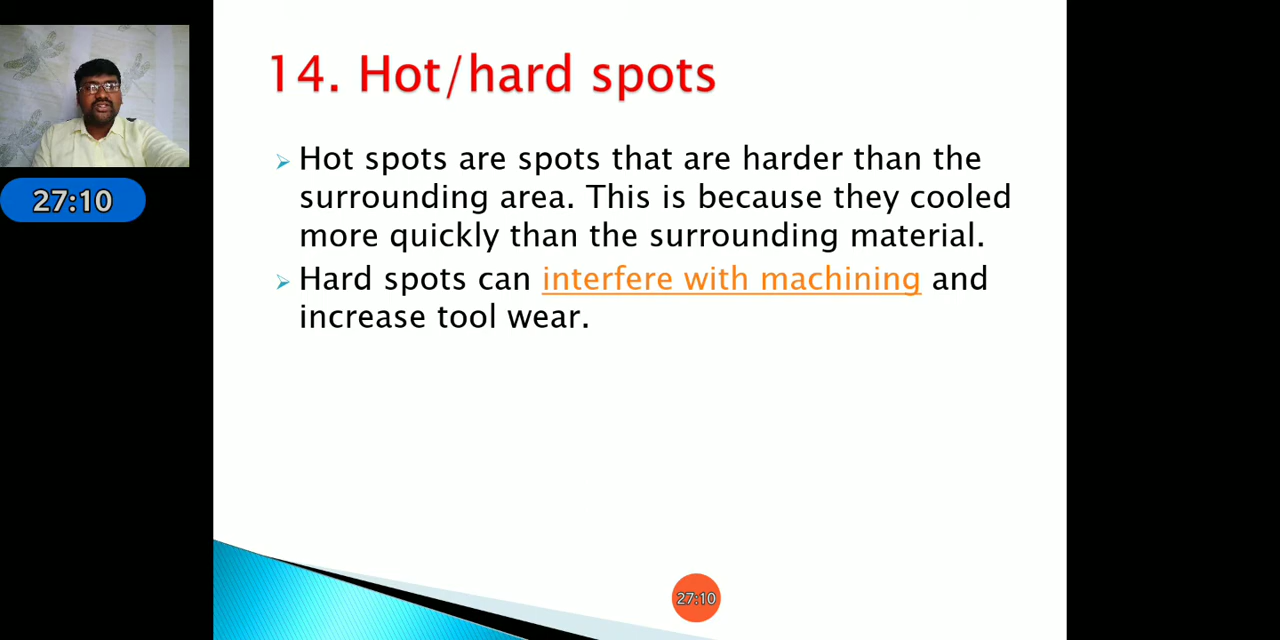 14. Hot/hard spots
27:10
Hot spots are spots that are harder than the
surrounding area. This is because they cooled
more quickly than the surrounding material.
Hard spots can interfere with machining and
increase tool wear.
27:10